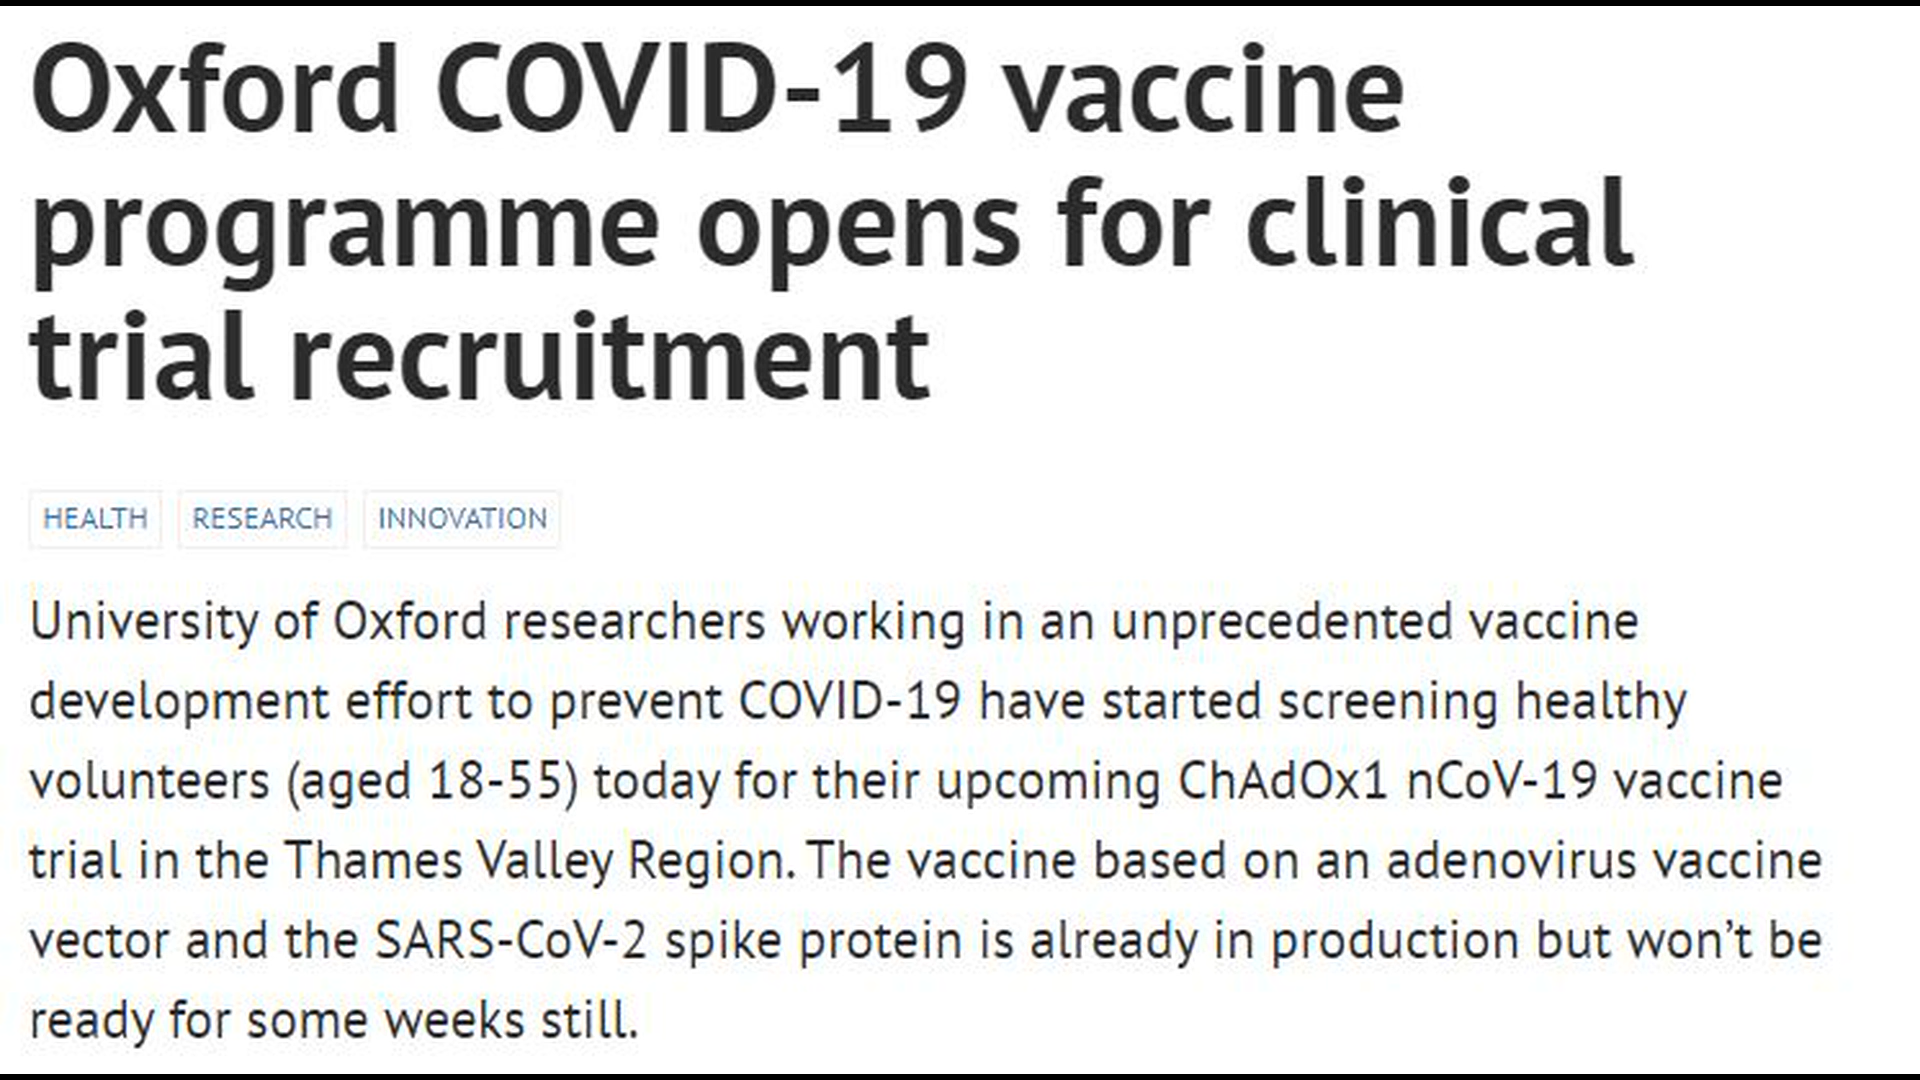 Oxford COVID-19 vaccine
programme opens for clinical
trial recruitment
HEALTH RESEARCH INNOVATION
University of Oxford researchers working in an unprecedented vaccine
development effort to prevent COVID-19 have started screening healthy
volunteers (aged 18-55) today for their upcoming ChAdOx1 nCoV-19 vaccine
trial in the Thames Valley Region. The vaccine based on an adenovirus vaccine
vector and the SARS-CoV-2 spike protein is already in production but won’t be
ready for some weeks still.